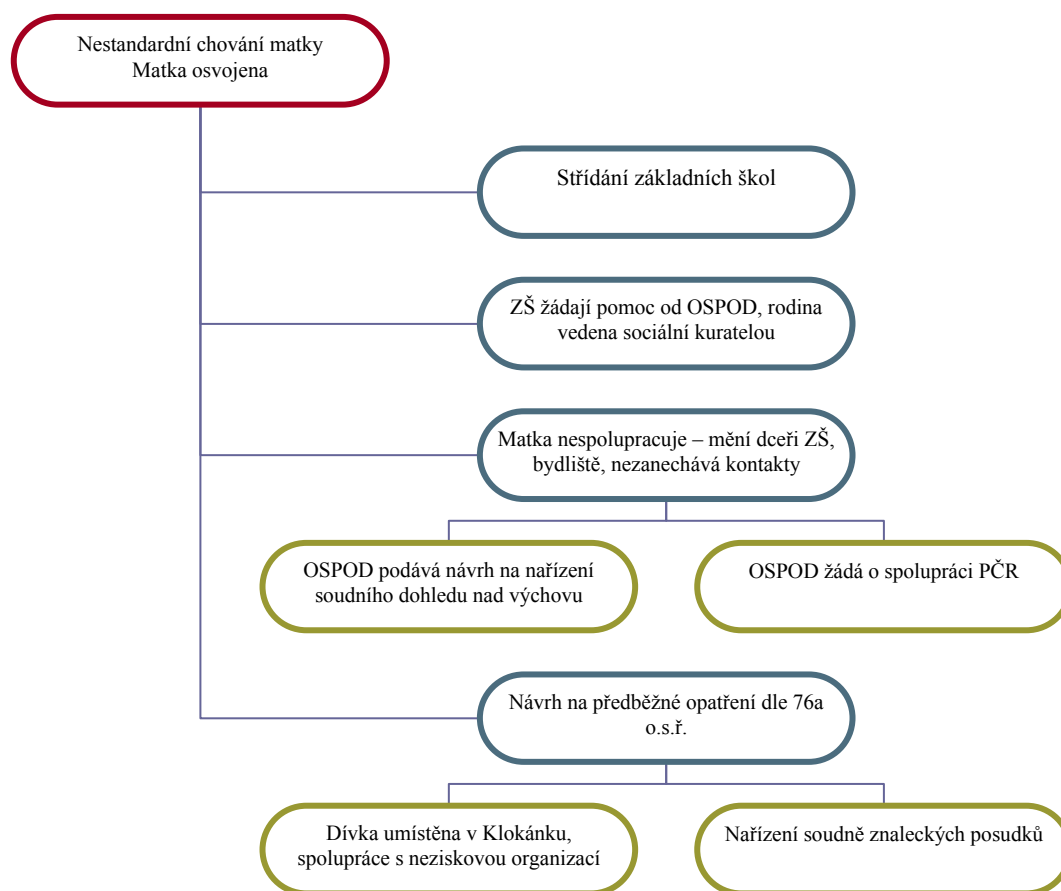 Nestandardní chování matky
Matka osvojena
Střídání základních škol
ZŠ žádají pomoc od OSPOD, rodina
vedena sociální kuratelou
Matka nespolupracuje – mění dceři ZŠ,
bydliště, nezanechává kontakty
OSPOD podává návrh na nařízení
soudního dohledu nad výchovu
OSPOD žádá o spolupráci PČR
Návrh na předběžné opatření dle 76a
o.s.ř.
Dívka umístěna v Klokánku,
spolupráce s neziskovou organizací
Nařízení soudně znaleckých posudků